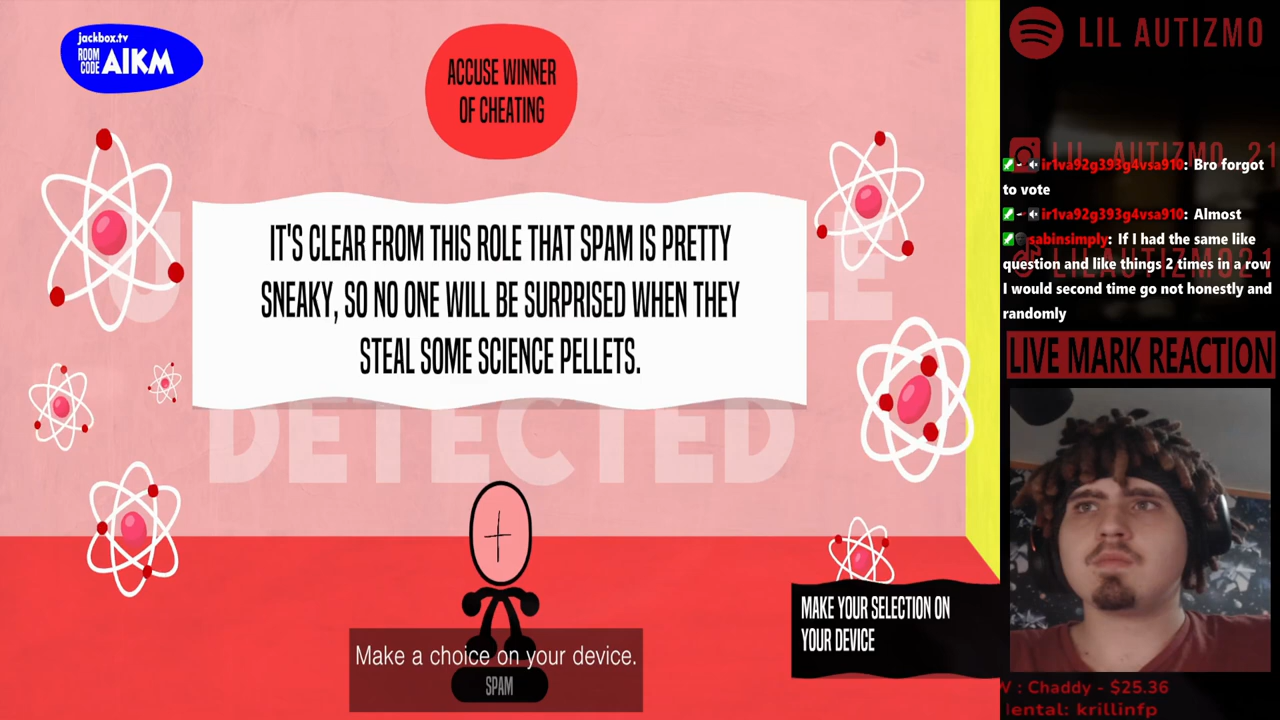 jackbox.tv
ROOM
CODE AIKM
ACCUSE WINNER
OF CHEATING
IT'S CLEAR FROM THIS ROLE THAT SPAM IS PRETTY
SNEAKY, SO NO ONE WILL BE SURPRISED WHEN THEY
STEAL SOME SCIENCE PELLETS.
DETECTED
Make a choice on your device.
SPAM
MAKE YOUR SELECTION ON
YOUR DEVICE
LIL AUTIZMO
LIL_AUTIZMO_21
ir1va92g393g4vsa910: Bro forgot
to vote
ir1va92g393g4vsa910: Almost
sabinsimply: If I had the same like
question and like things 2 times in a row
LILAUTIZMO21
I would second time go not honestly and
randomly
LIVE MARK REACTION
: Chaddy - $25.36
: krillinfp